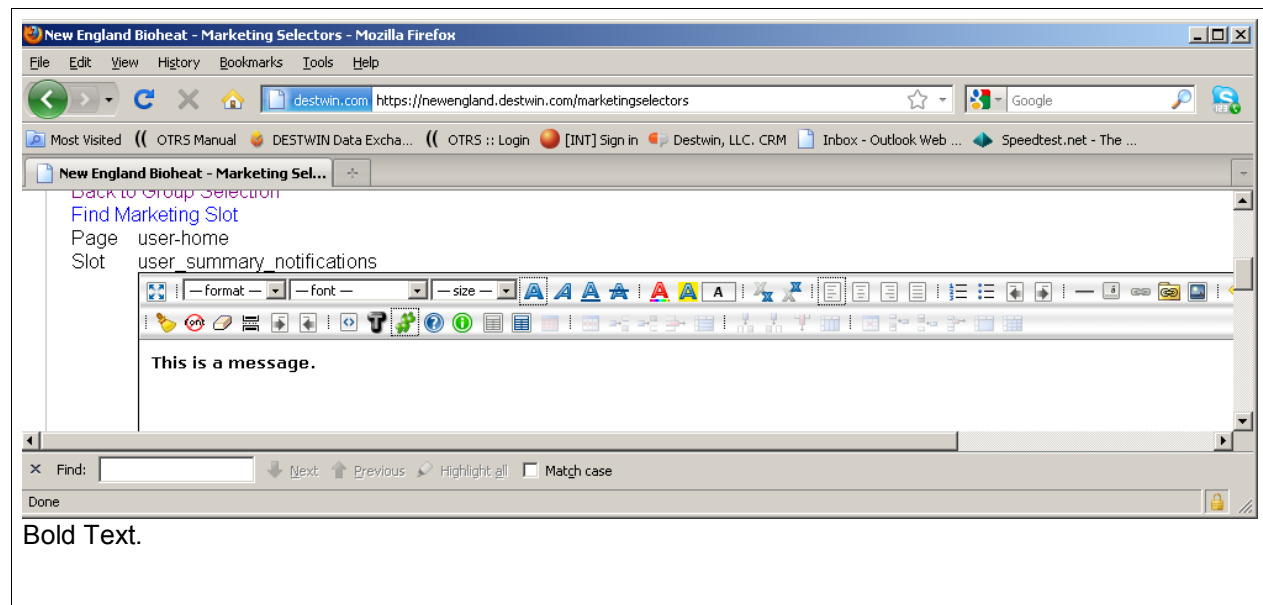 New England Bioheat - Marketing Selectors - Mozilla Firefox
File Edit View History Bookmarks Tools Help
destwin.com https://newengland.destwin.com/marketingselectors Google
Most Visited OTRS Manual DESTWIN Data Excha... OTRS :: Login [INT] Sign in Destwin, LLC. CRM Inbox - Outlook Web ... Speedtest.net - The ...
New England Bioheat - Marketing Sel...
Back to Group Selection
Find Marketing Slot
Page user-home
Slot user_summary_notifications
— format — — font — — size — A A A A A A A
This is a message.
× Find: Next Previous Highlight all Match case
Done
Bold Text.